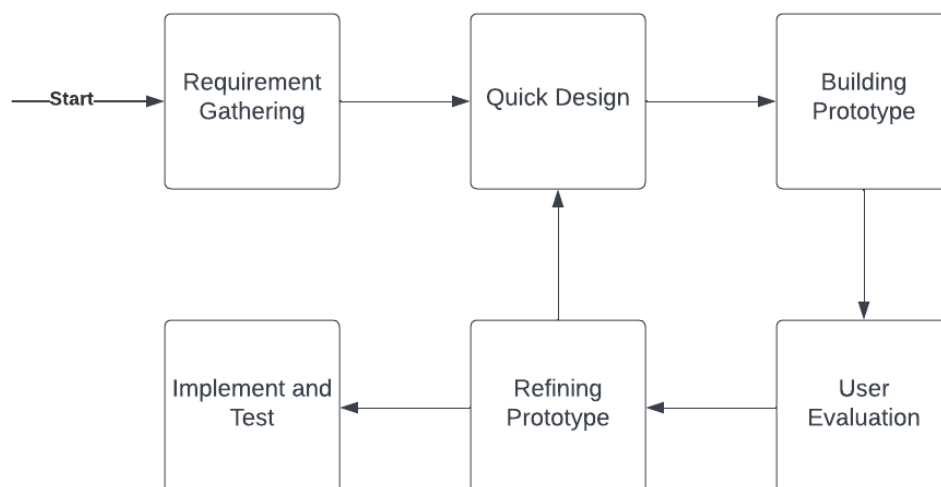 Start
Requirement
Gathering
Quick Design
Building
Prototype
Implement and
Test
Refining
Prototype
User
Evaluation